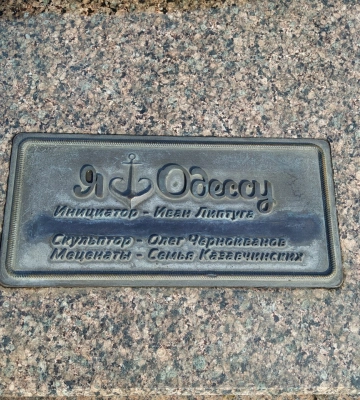 Я Одессу
Инициатор - Иван Липтуга
Скульптор - Олег Черноиванов
Меценаты - Семья Казавчинских